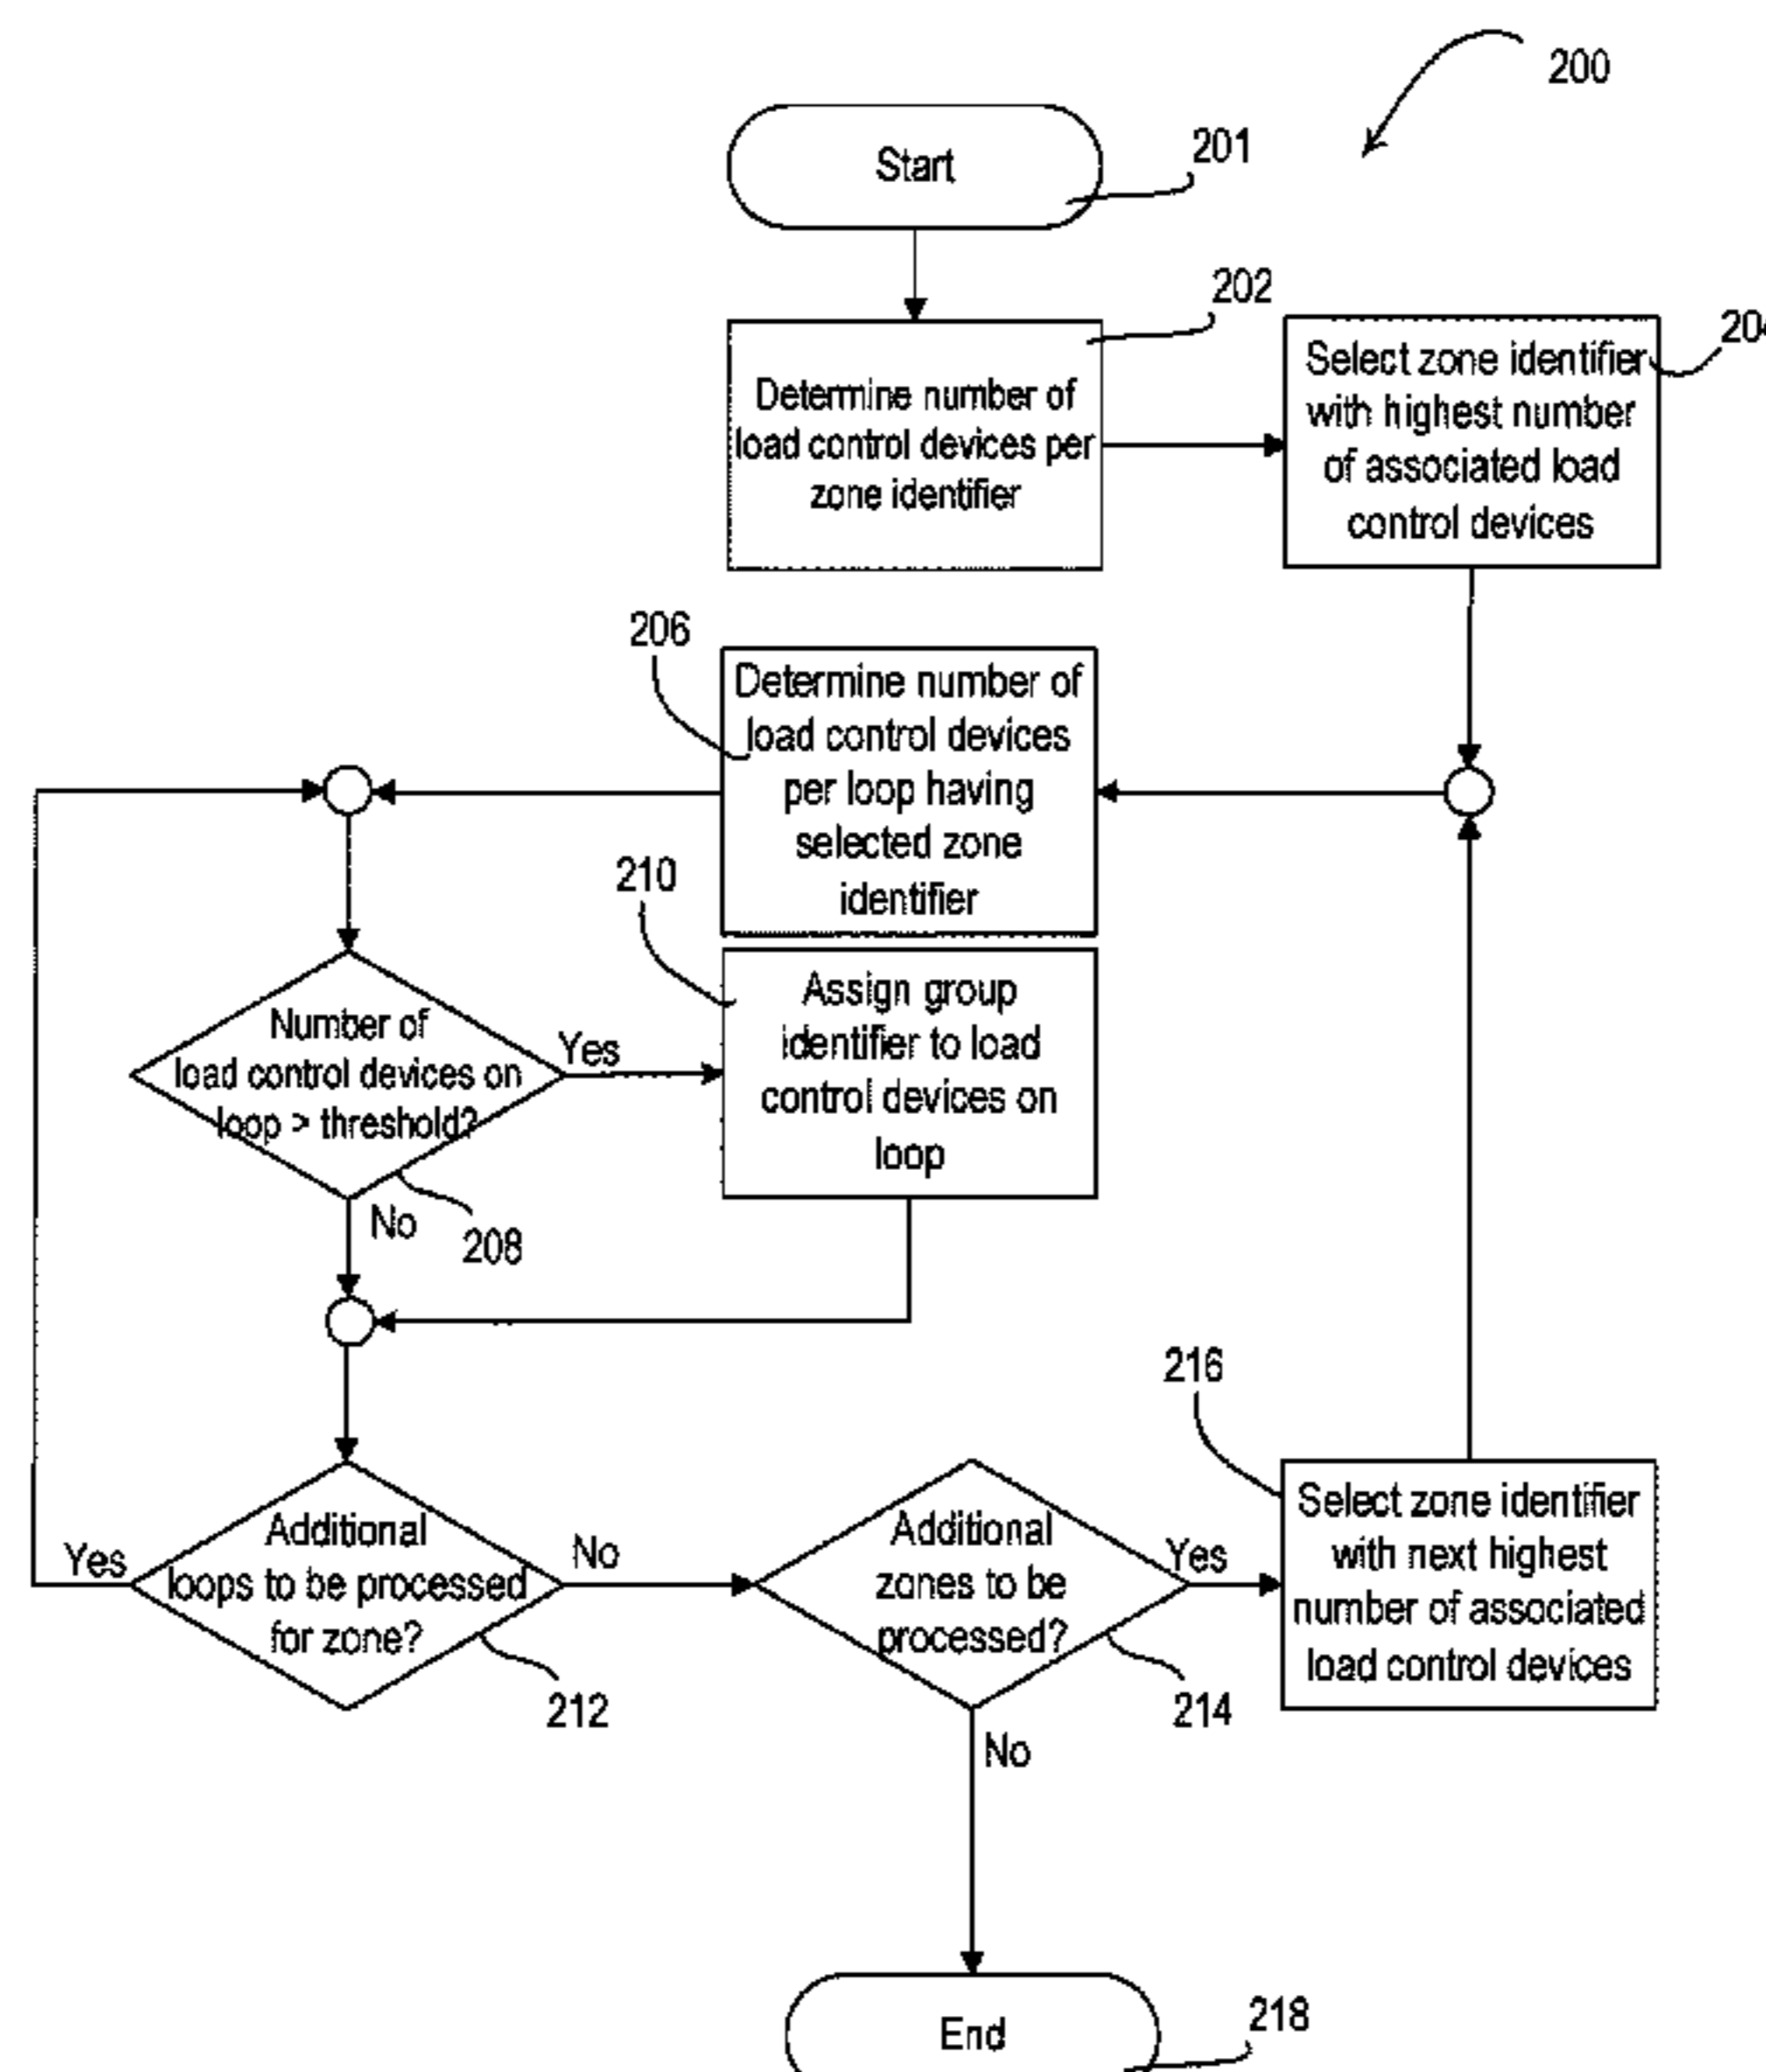 200
Start
201
202
Determine number of
load control devices per
zone identifier
Select zone identifier
with highest number
of associated load
control devices
206
Determine number of
load control devices
per loop having
selected zone
identifier
210
Assign group
identifier to load
control devices on
loop
Number of
load control devices on
loop > threshold?
Yes
No
208
216
Additional
loops to be processed
for zone?
Yes
No
212
Additional
zones to be
processed?
Yes
No
214
Select zone identifier
with next highest
number of associated
load control devices
End
218